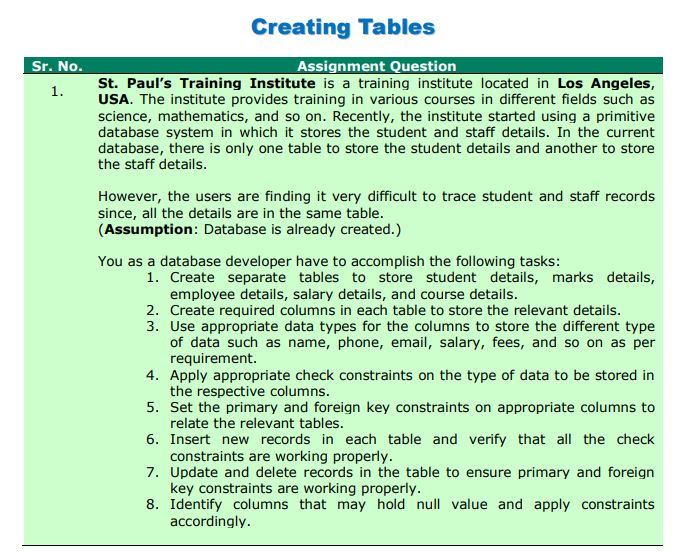 Creating Tables
Sr. No. Assignment Question
1. St. Paul's Training Institute is a training institute located in Los Angeles,
USA. The institute provides training in various courses in different fields such as
science, mathematics, and so on. Recently, the institute started using a primitive
database system in which it stores the student and staff details. In the current
database, there is only one table to store the student details and another to store
the staff details.
However, the users are finding it very difficult to trace student and staff records
since, all the details are in the same table.
(Assumption: Database is already created.)
You as a database developer have to accomplish the following tasks:
1. Create separate tables to store student details, marks details,
employee details, salary details, and course details.
2. Create required columns in each table to store the relevant details.
3. Use appropriate data types for the columns to store the different type
of data such as name, phone, email, salary, fees, and so on as per
requirement.
4. Apply appropriate check constraints on the type of data to be stored in
the respective columns.
5. Set the primary and foreign key constraints on appropriate columns to
relate the relevant tables.
6. Insert new records in each table and verify that all the check
constraints are working properly.
7. Update and delete records in the table to ensure primary and foreign
key constraints are working properly.
8. Identify columns that may hold null value and apply constraints
accordingly.